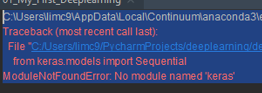 01_My_First_Deeplearning
C:\Users\limc9\AppData\Local\Continuum\anaconda3\e
Traceback (most recent call last):
File "C:/Users/limc9/PycharmProjects/deeplearning/de
from keras.models import Sequential
ModuleNotFoundError: No module named 'keras'